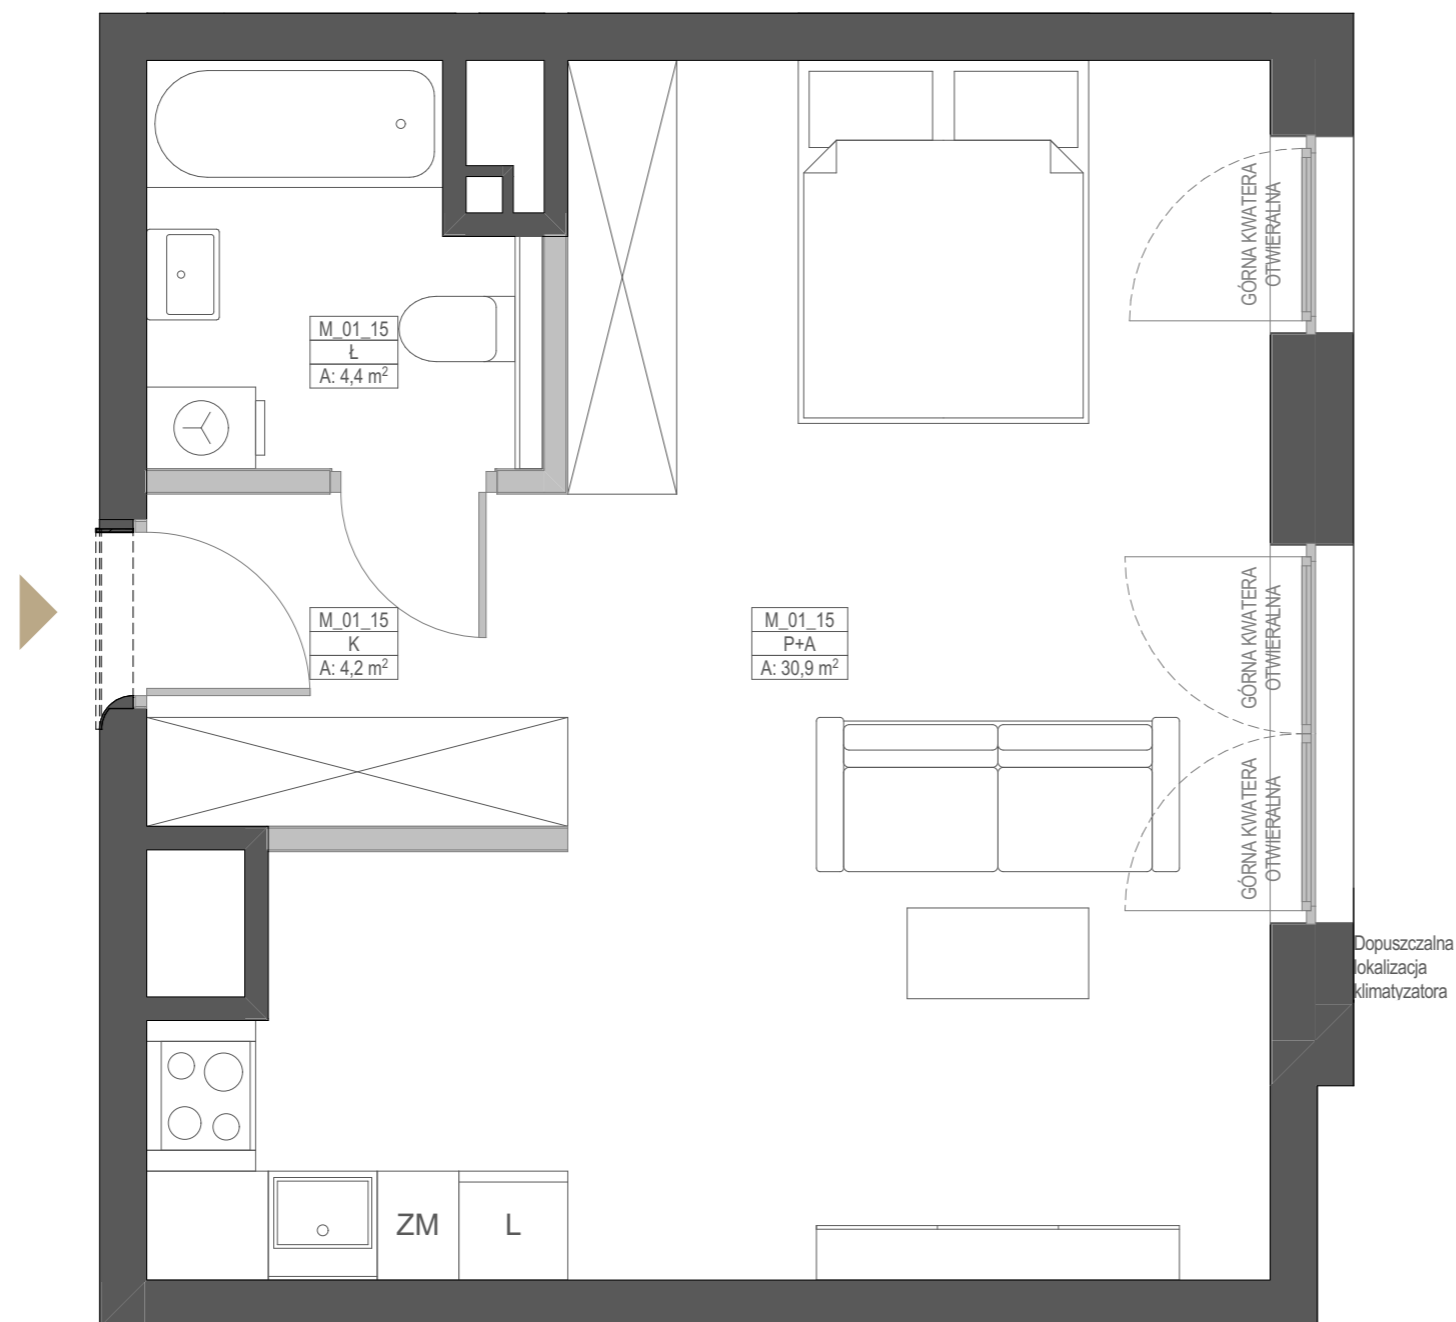 GÓRNA KWATERA
OTWIERALNA
M_01_15
Ł
A: 4,4 m²
M_01_15
K
A: 4,2 m²
M_01_15
P+A
A: 30,9 m²
GÓRNA KWATERA
OTWIERALNA
GÓRNA KWATERA
OTWIERALNA
Dopuszczalna
lokalizacja
klimatyzatora
ZM
L